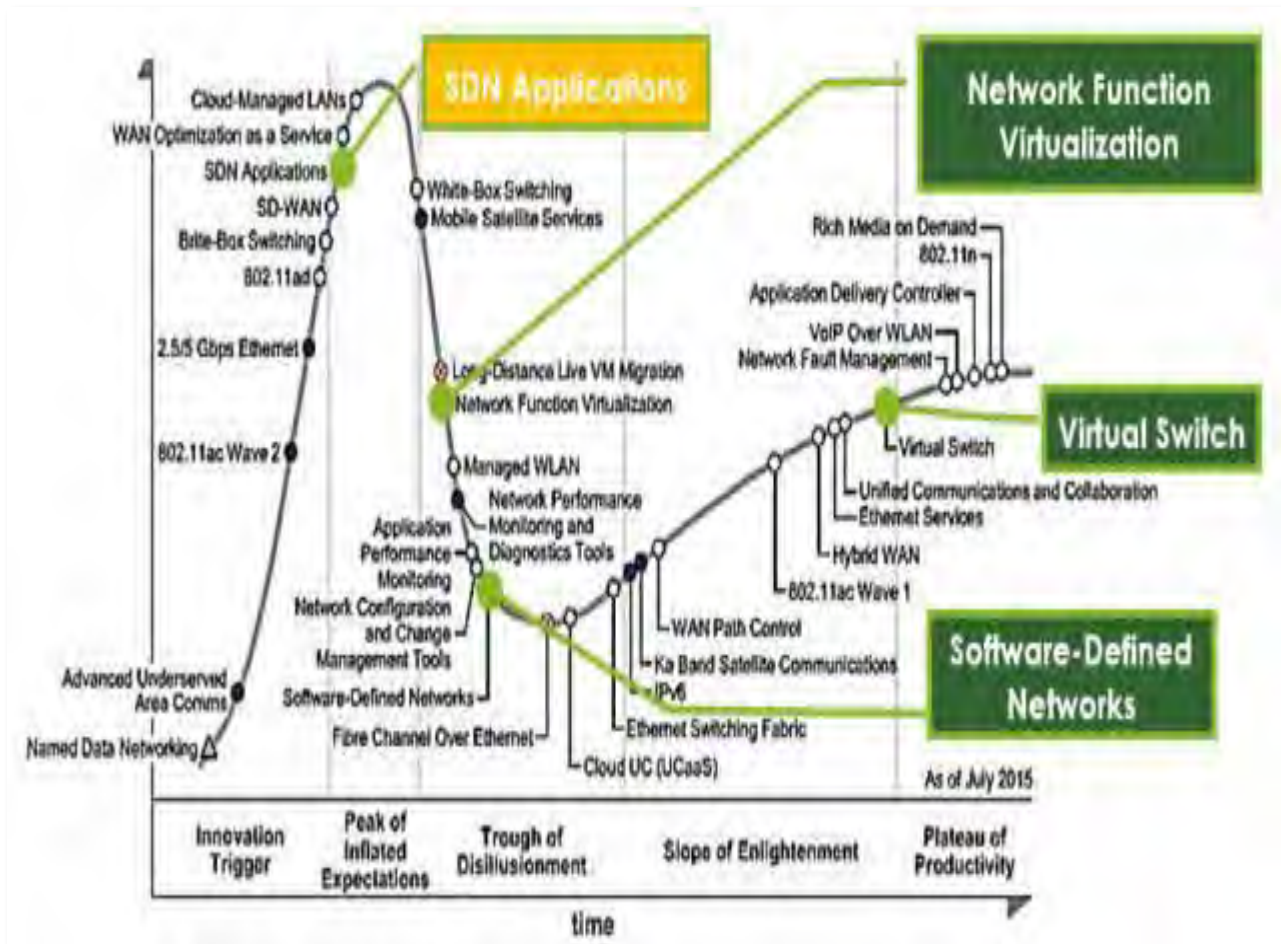 SDN Applications
Network Function
Virtualization
Cloud-Managed LANs
WAN Optimization as a Service
SDN Applications
SD-WAN
Brite-Box Switching
802.11ad
2.5/5 Gbps Ethernet
802.11ac Wave 2
Advanced Underserved
Area Comms
Named Data Networking
White-Box Switching
Mobile Satellite Services
Long-Distance Live VM Migration
Network Function Virtualization
Managed WLAN
Network Performance
Monitoring and
Diagnostics Tools
Application
Performance
Monitoring
Network Configuration
and Change
Management Tools
Software-Defined Networks
Fibre Channel Over Ethernet
Cloud UC (UCaaS)
Ethernet Switching Fabric
IPv6
Ka Band Satellite Communications
WAN Path Control
802.11ac Wave 1
Hybrid WAN
Ethernet Services
Unified Communications and Collaboration
Virtual Switch
Rich Media on Demand
802.11n
Application Delivery Controller
VoIP Over WLAN
Network Fault Management
Virtual Switch
Software-Defined
Networks
As of July 2015
Innovation
Trigger
Peak of
Inflated
Expectations
Trough of
Disillusionment
Slope of Enlightenment
Plateau of
Productivity
time